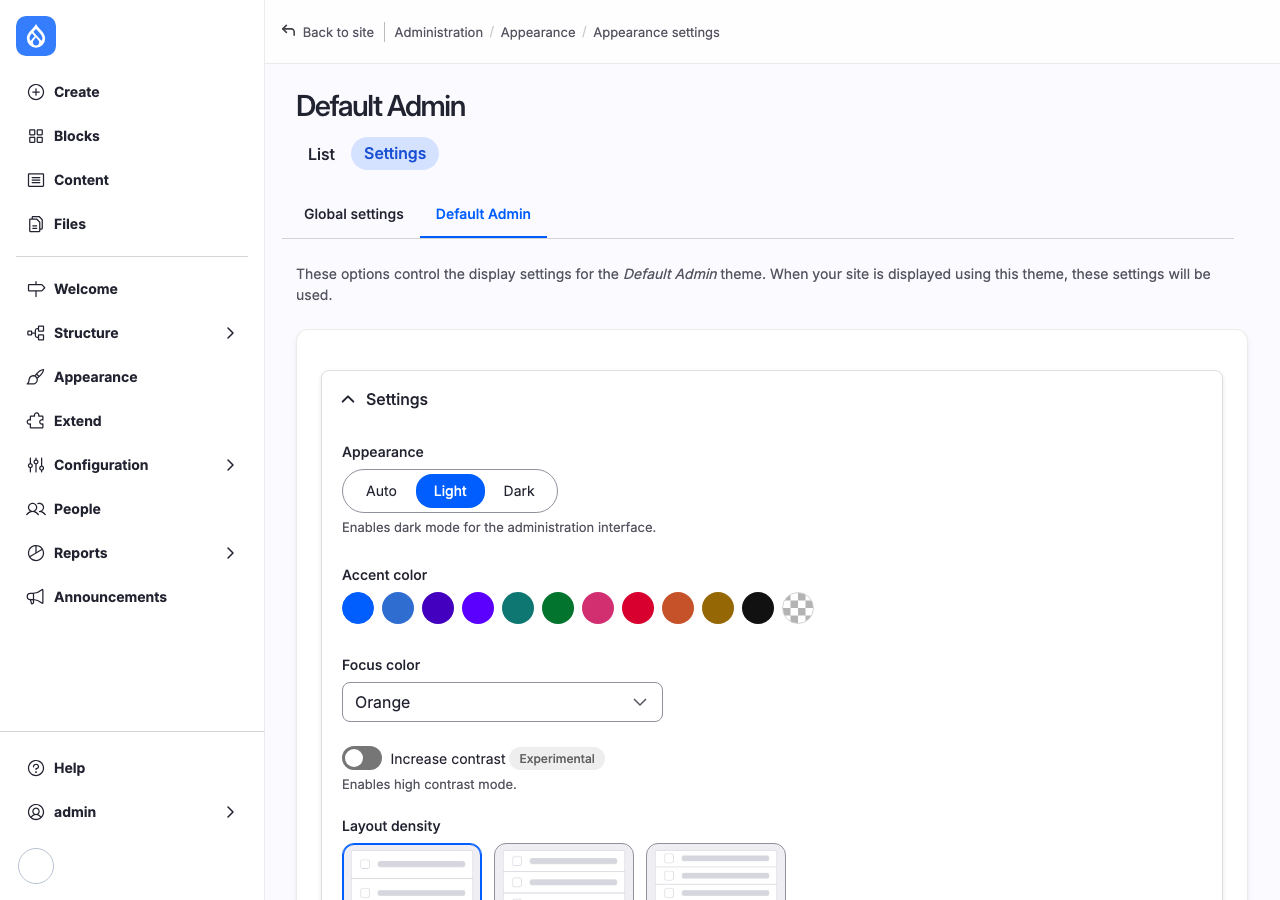 Back to site
Administration / Appearance / Appearance settings
Create
Blocks
Content
Files
Welcome
Structure
Appearance
Extend
Configuration
People
Reports
Announcements
Help
admin
Default Admin
List
Settings
Global settings
Default Admin
These options control the display settings for the Default Admin theme. When your site is displayed using this theme, these settings will be
used.
Settings
Appearance
Auto
Light
Dark
Enables dark mode for the administration interface.
Accent color
Focus color
Orange
Increase contrast Experimental
Enables high contrast mode.
Layout density